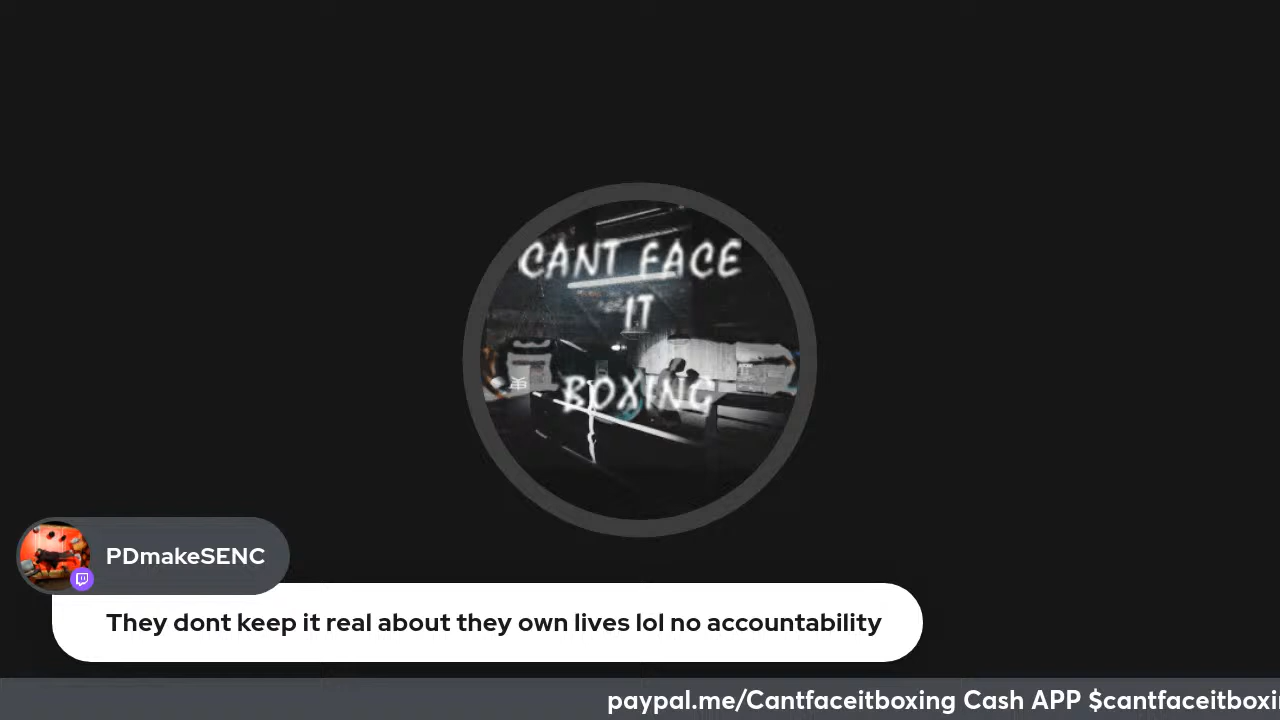 CANT FACE
IT
BOXING
PDmakeSENC
They dont keep it real about they own lives lol no accountability
paypal.me/Cantfaceitboxing Cash APP $cantfaceitboxi